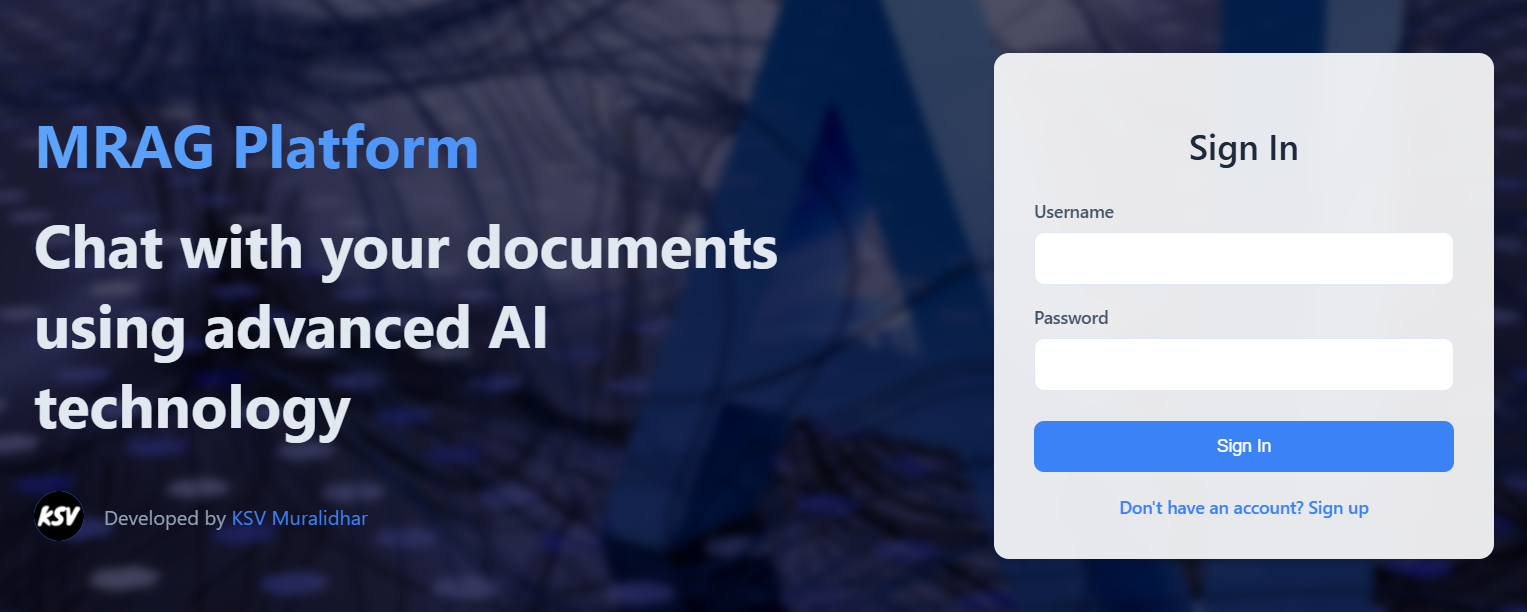 MRAG Platform
Chat with your documents
using advanced AI
technology
KSV
Developed by KSV Muralidhar
Sign In
Username
Password
Sign In
Don't have an account? Sign up